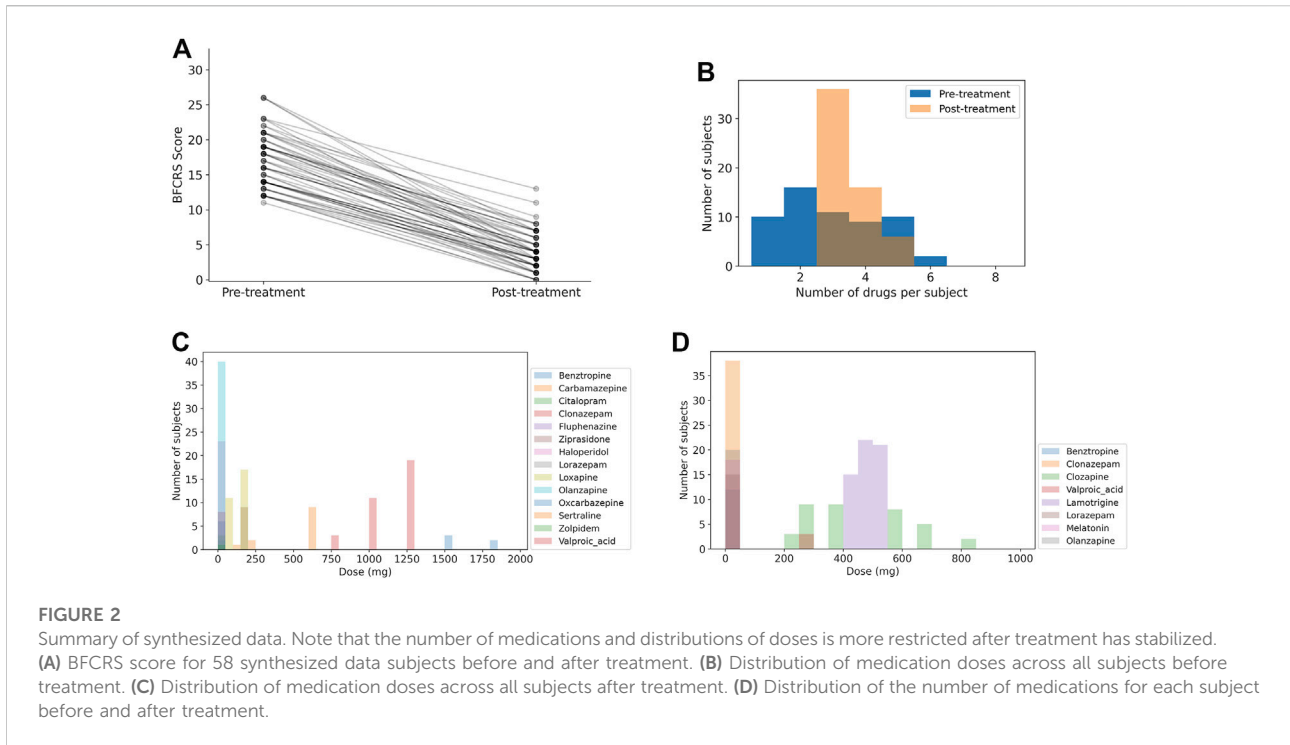 A
30
25
20
15
10
5
0
BFCRS Score
Pre-treatment
Post-treatment
B
30
20
10
0
Number of subjects
2 4 6 8
Number of drugs per subject
Pre-treatment
Post-treatment
C
40
35
30
25
20
15
10
5
0
Number of subjects
0 250 500 750 1000 1250 1500 1750 2000
Dose (mg)
Benztropine
Carbamazepine
Citalopram
Clonazepam
Fluphenazine
Ziprasidone
Haloperidol
Lorazepam
Loxapine
Olanzapine
Oxcarbazepine
Sertraline
Zolpidem
Valproic_acid
D
35
30
25
20
15
10
5
0
Number of subjects
0 200 400 600 800 1000
Dose (mg)
Benztropine
Clonazepam
Clozapine
Valproic_acid
Lamotrigine
Lorazepam
Melatonin
Olanzapine
FIGURE 2
Summary of synthesized data. Note that the number of medications and distributions of doses is more restricted after treatment has stabilized.
(A) BFCRS score for 58 synthesized data subjects before and after treatment. (B) Distribution of medication doses across all subjects before
treatment. (C) Distribution of medication doses across all subjects after treatment. (D) Distribution of the number of medications for each subject
before and after treatment.